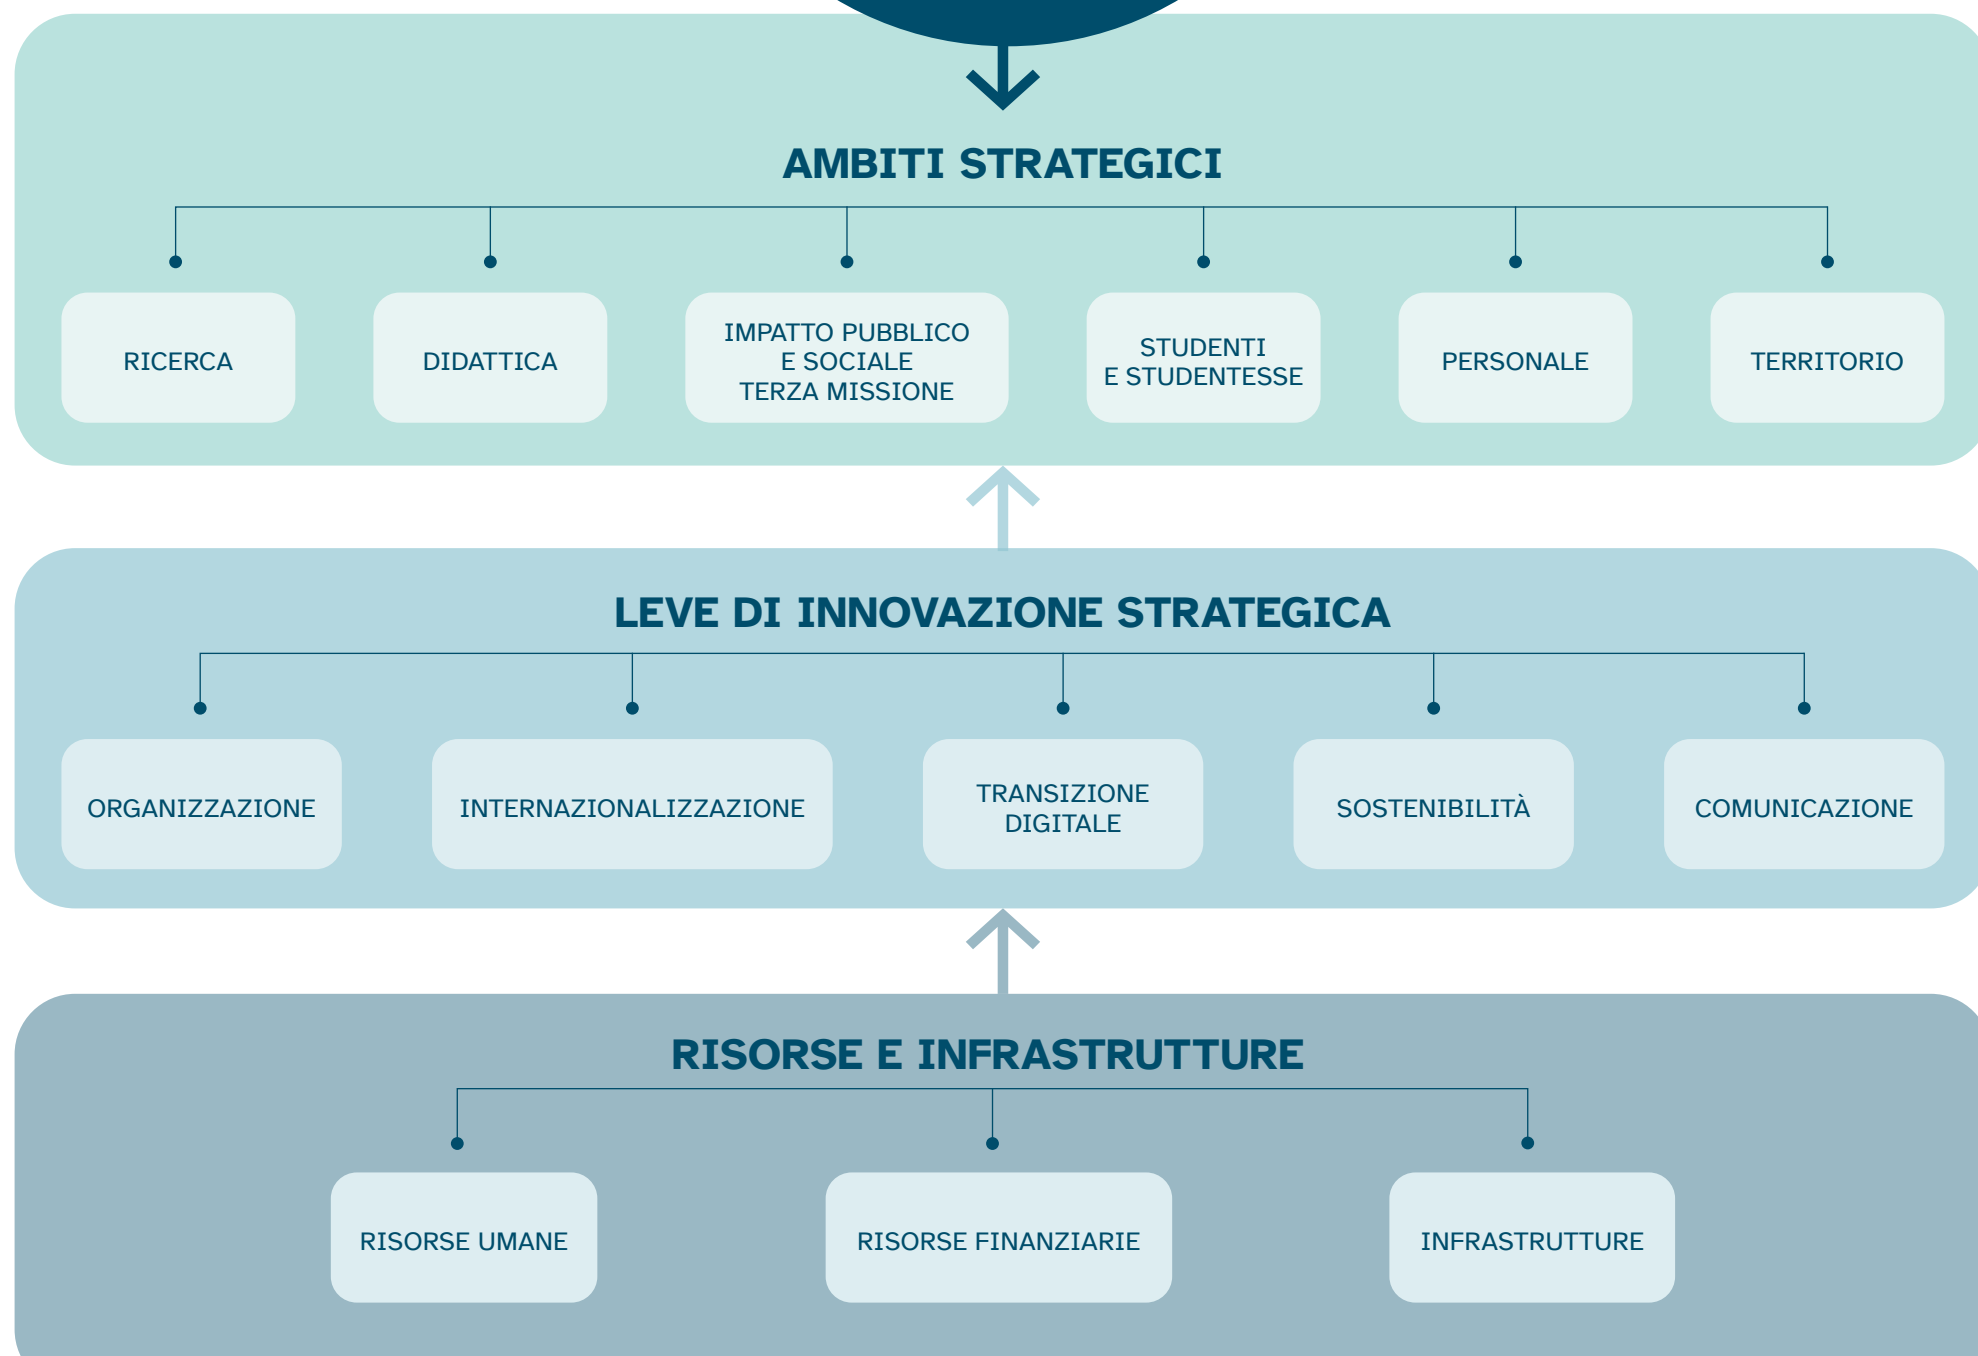 AMBITI STRATEGICI
RICERCA
DIDATTICA
IMPATTO PUBBLICO
E SOCIALE
TERZA MISSIONE
STUDENTI
E STUDENTESSE
PERSONALE
TERRITORIO
LEVE DI INNOVAZIONE STRATEGICA
ORGANIZZAZIONE
INTERNAZIONALIZZAZIONE
TRANSIZIONE
DIGITALE
SOSTENIBILITÀ
COMUNICAZIONE
RISORSE E INFRASTRUTTURE
RISORSE UMANE
RISORSE FINANZIARIE
INFRASTRUTTURE